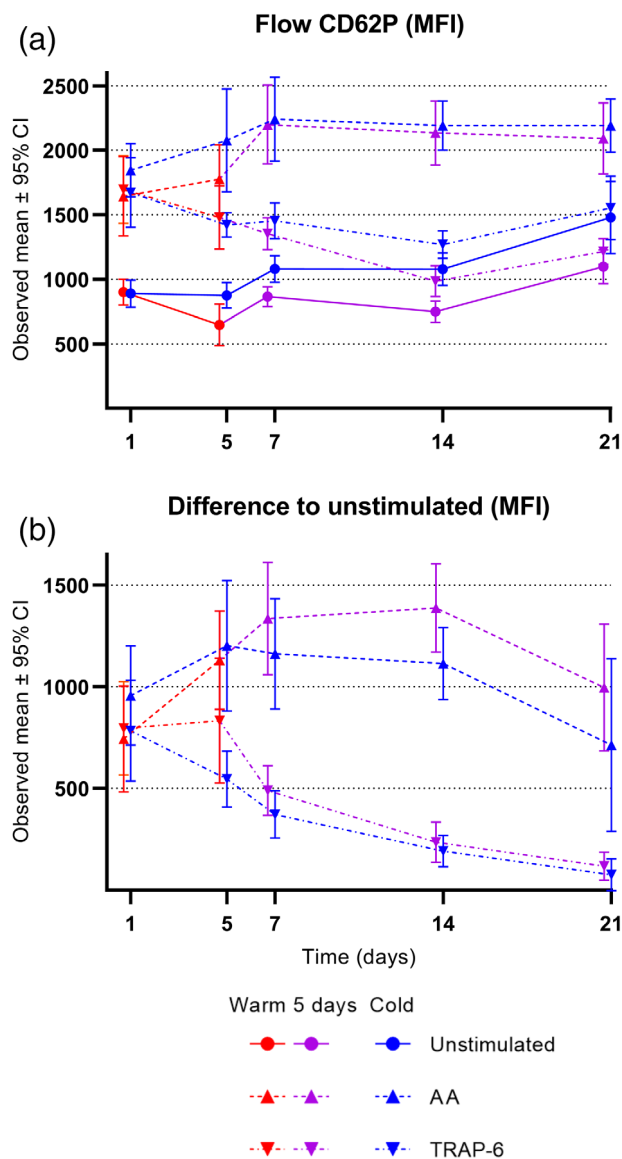 (a)
Flow CD62P (MFI)
Observed mean ± 95% CI
2500
2000
1500
1000
500
1 5 7 14 21
(b)
Difference to unstimulated (MFI)
Observed mean ± 95% CI
1500
1000
500
1 5 7 14 21
Time (days)
Warm 5 days Cold
Unstimulated
AA
TRAP-6